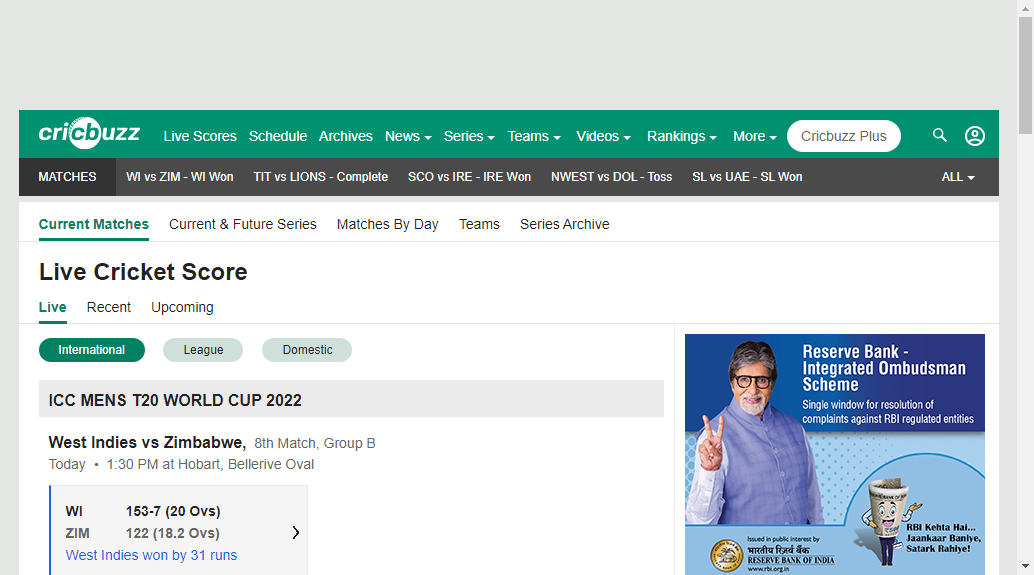 cricbuzz
Live Scores Schedule Archives News Series Teams Videos Rankings More Cricbuzz Plus
MATCHES WI vs ZIM - WI Won TIT vs LIONS - Complete SCO vs IRE - IRE Won NWEST vs DOL - Toss SL vs UAE - SL Won ALL
Current Matches Current & Future Series Matches By Day Teams Series Archive
Live Cricket Score
Live Recent Upcoming
International League Domestic
ICC MENS T20 WORLD CUP 2022
West Indies vs Zimbabwe, 8th Match, Group B
Today • 1:30 PM at Hobart, Bellerive Oval
WI 153-7 (20 Ovs)
ZIM 122 (18.2 Ovs)
West Indies won by 31 runs
Reserve Bank -
Integrated Ombudsman
Scheme
Single window for resolution of
complaints against RBI regulated entities
RESERVE BANK OF INDIA
RBI Kehta Hai...
Jaankaar Baniye,
Satark Rahiye!
Issued in public interest by
भारतीय रिज़र्व बैंक
RESERVE BANK OF INDIA
www.rbi.org.in